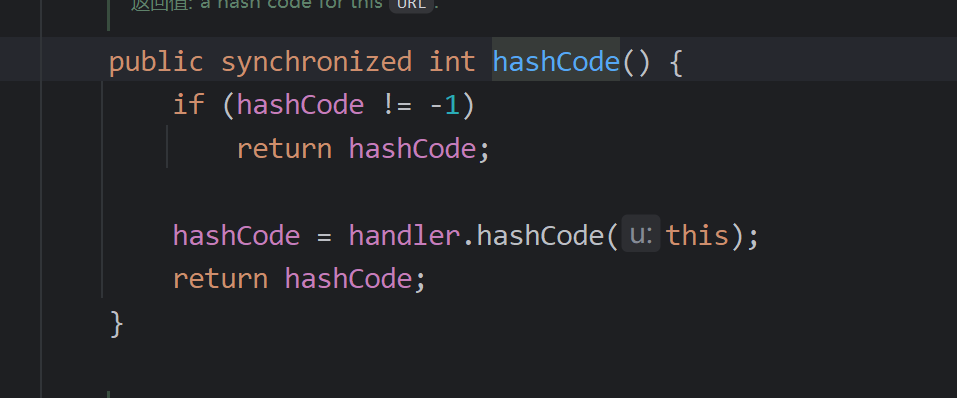 返回值: a hash code for this URL.
public synchronized int hashCode() {
if (hashCode != -1)
return hashCode;
hashCode = handler.hashCode( u: this);
return hashCode;
}